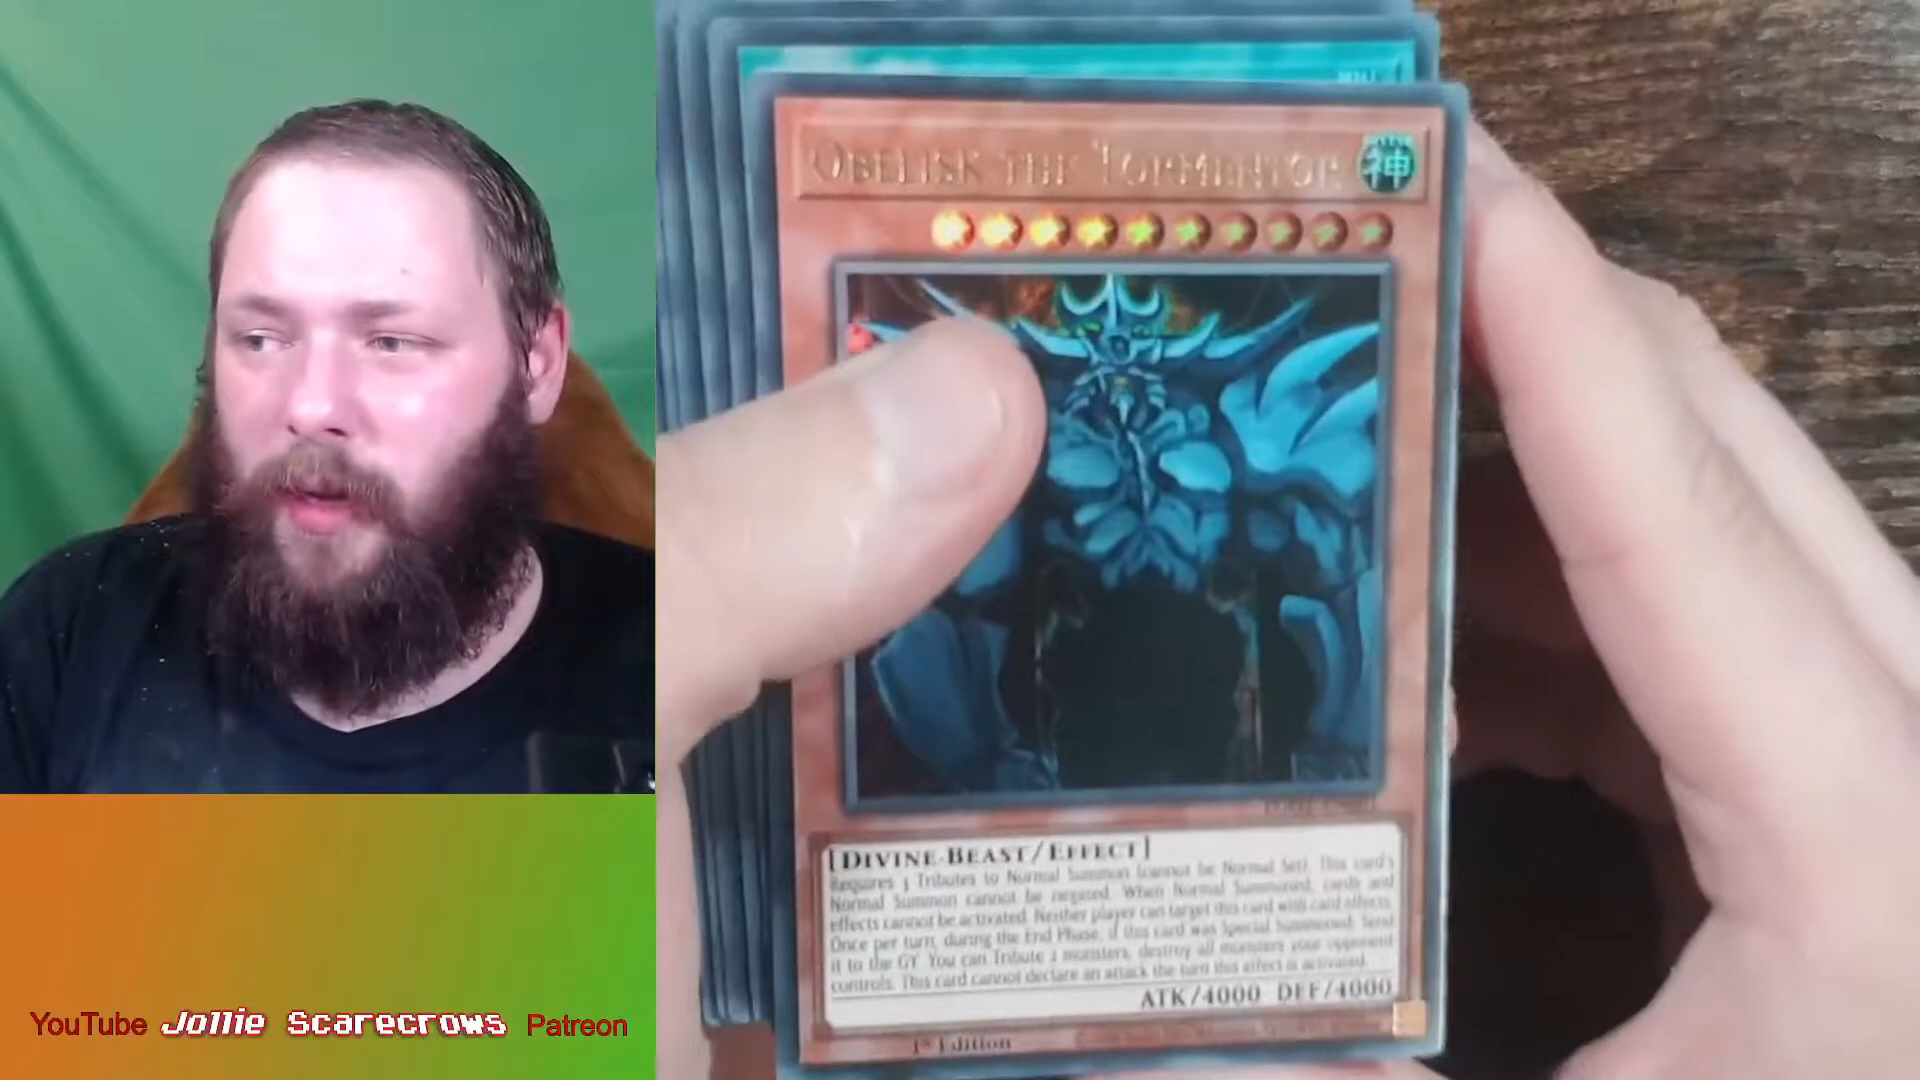 OBELISK THE TORMENTOR
神
[DIVINE-BEAST/EFFECT]
Requires 3 Tributes to Normal Summon (cannot be Normal Set). This card's
Normal Summon cannot be negated. When Normal Summoned, cards and
effects cannot be activated. Neither player can target this card with card effects.
Once per turn, during the End Phase, if this card was Special Summoned: Send
it to the GY. You can Tribute 2 monsters; destroy all monsters your opponent
controls. This card cannot declare an attack the turn this effect is activated.
ATK/4000 DEF/4000
1st Edition
YouTube Jollie Scarecrows Patreon